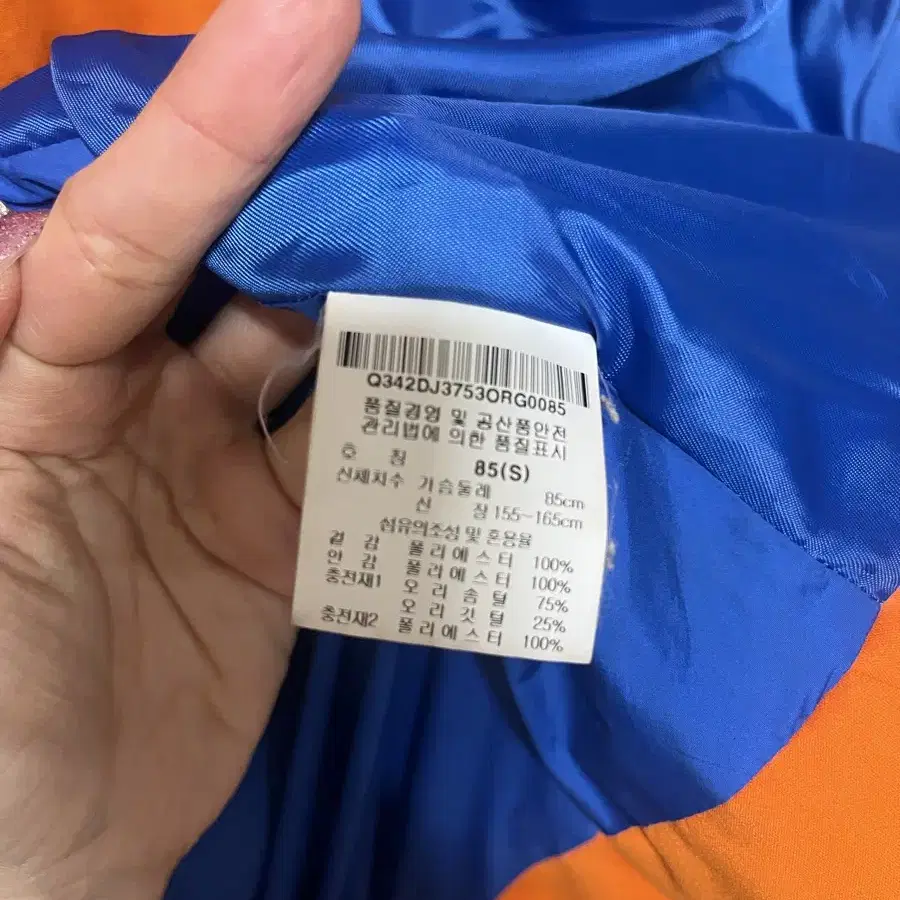 Q342DJ3753ORG0085
품질경영 및 공산품안전
관리법에 의한 품질표시
호 칭 85(S)
신체치수 가슴둘레 85cm
신 장 155~165cm
섬유의조성 및 혼용율
겉 감 폴리에스터 100%
안 감 폴리에스터 100%
충전재1 오리솜털 75%
오리깃털 25%
충전재2 폴리에스터 100%